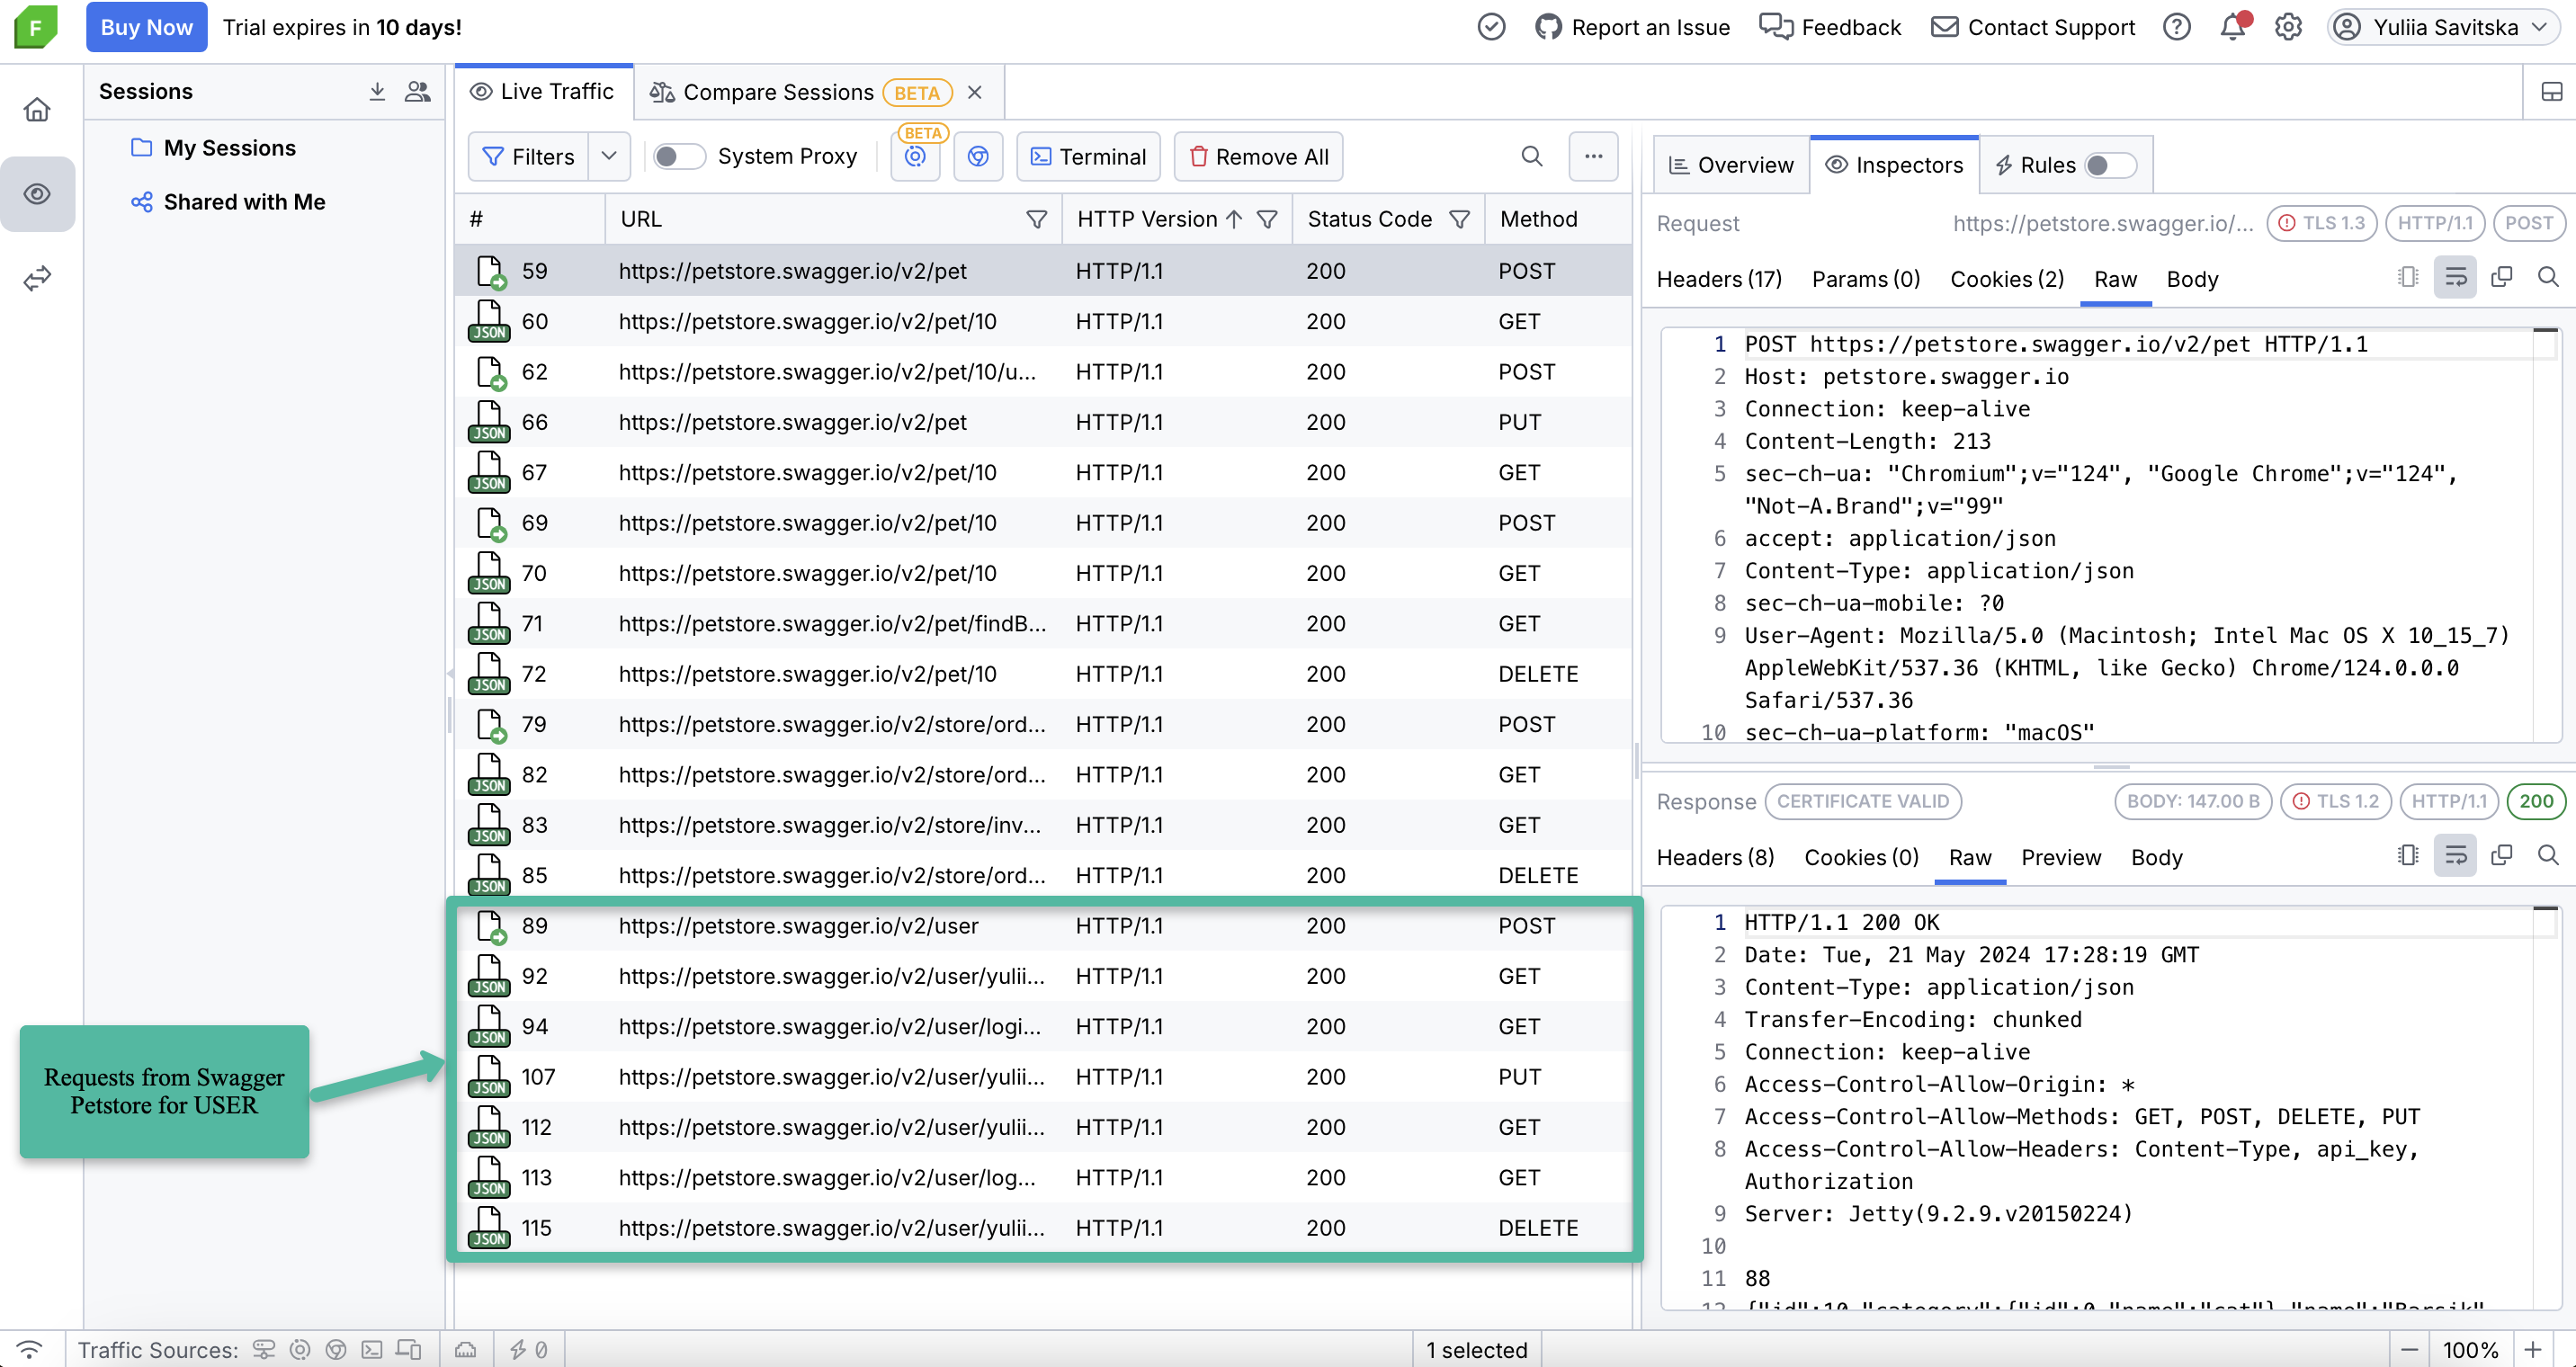 F Buy Now Trial expires in 10 days! Report an Issue Feedback Contact Support Yuliia Savitska
Sessions
My Sessions
Shared with Me
Live Traffic Compare Sessions BETA
Filters System Proxy BETA Terminal Remove All
# URL HTTP Version Status Code Method
59 https://petstore.swagger.io/v2/pet HTTP/1.1 200 POST
JSON 60 https://petstore.swagger.io/v2/pet/10 HTTP/1.1 200 GET
62 https://petstore.swagger.io/v2/pet/10/u... HTTP/1.1 200 POST
JSON 66 https://petstore.swagger.io/v2/pet HTTP/1.1 200 PUT
JSON 67 https://petstore.swagger.io/v2/pet/10 HTTP/1.1 200 GET
69 https://petstore.swagger.io/v2/pet/10 HTTP/1.1 200 POST
JSON 70 https://petstore.swagger.io/v2/pet/10 HTTP/1.1 200 GET
JSON 71 https://petstore.swagger.io/v2/pet/findB... HTTP/1.1 200 GET
JSON 72 https://petstore.swagger.io/v2/pet/10 HTTP/1.1 200 DELETE
79 https://petstore.swagger.io/v2/store/ord... HTTP/1.1 200 POST
JSON 82 https://petstore.swagger.io/v2/store/ord... HTTP/1.1 200 GET
JSON 83 https://petstore.swagger.io/v2/store/inv... HTTP/1.1 200 GET
JSON 85 https://petstore.swagger.io/v2/store/ord... HTTP/1.1 200 DELETE
89 https://petstore.swagger.io/v2/user HTTP/1.1 200 POST
JSON 92 https://petstore.swagger.io/v2/user/yulii... HTTP/1.1 200 GET
JSON 94 https://petstore.swagger.io/v2/user/logi... HTTP/1.1 200 GET
JSON 107 https://petstore.swagger.io/v2/user/yulii... HTTP/1.1 200 PUT
JSON 112 https://petstore.swagger.io/v2/user/yulii... HTTP/1.1 200 GET
JSON 113 https://petstore.swagger.io/v2/user/log... HTTP/1.1 200 GET
JSON 115 https://petstore.swagger.io/v2/user/yulii... HTTP/1.1 200 DELETE
Requests from Swagger
Petstore for USER
Overview Inspectors Rules
Request https://petstore.swagger.io/... TLS 1.3 HTTP/1.1 POST
Headers (17) Params (0) Cookies (2) Raw Body
1 POST https://petstore.swagger.io/v2/pet HTTP/1.1
2 Host: petstore.swagger.io
3 Connection: keep-alive
4 Content-Length: 213
5 sec-ch-ua: "Chromium";v="124", "Google Chrome";v="124",
"Not-A.Brand";v="99"
6 accept: application/json
7 Content-Type: application/json
8 sec-ch-ua-mobile: ?0
9 User-Agent: Mozilla/5.0 (Macintosh; Intel Mac OS X 10_15_7)
AppleWebKit/537.36 (KHTML, like Gecko) Chrome/124.0.0.0
Safari/537.36
10 sec-ch-ua-platform: "macOS"
Response CERTIFICATE VALID BODY: 147.00 B TLS 1.2 HTTP/1.1 200
Headers (8) Cookies (0) Raw Preview Body
1 HTTP/1.1 200 OK
2 Date: Tue, 21 May 2024 17:28:19 GMT
3 Content-Type: application/json
4 Transfer-Encoding: chunked
5 Connection: keep-alive
6 Access-Control-Allow-Origin: *
7 Access-Control-Allow-Methods: GET, POST, DELETE, PUT
8 Access-Control-Allow-Headers: Content-Type, api_key,
Authorization
9 Server: Jetty(9.2.9.v20150224)
10
11 88
12 {"id":10,"category":{"id":0,"name":"cat"},"name":"Barsik"
Traffic Sources: 0 1 selected 100%